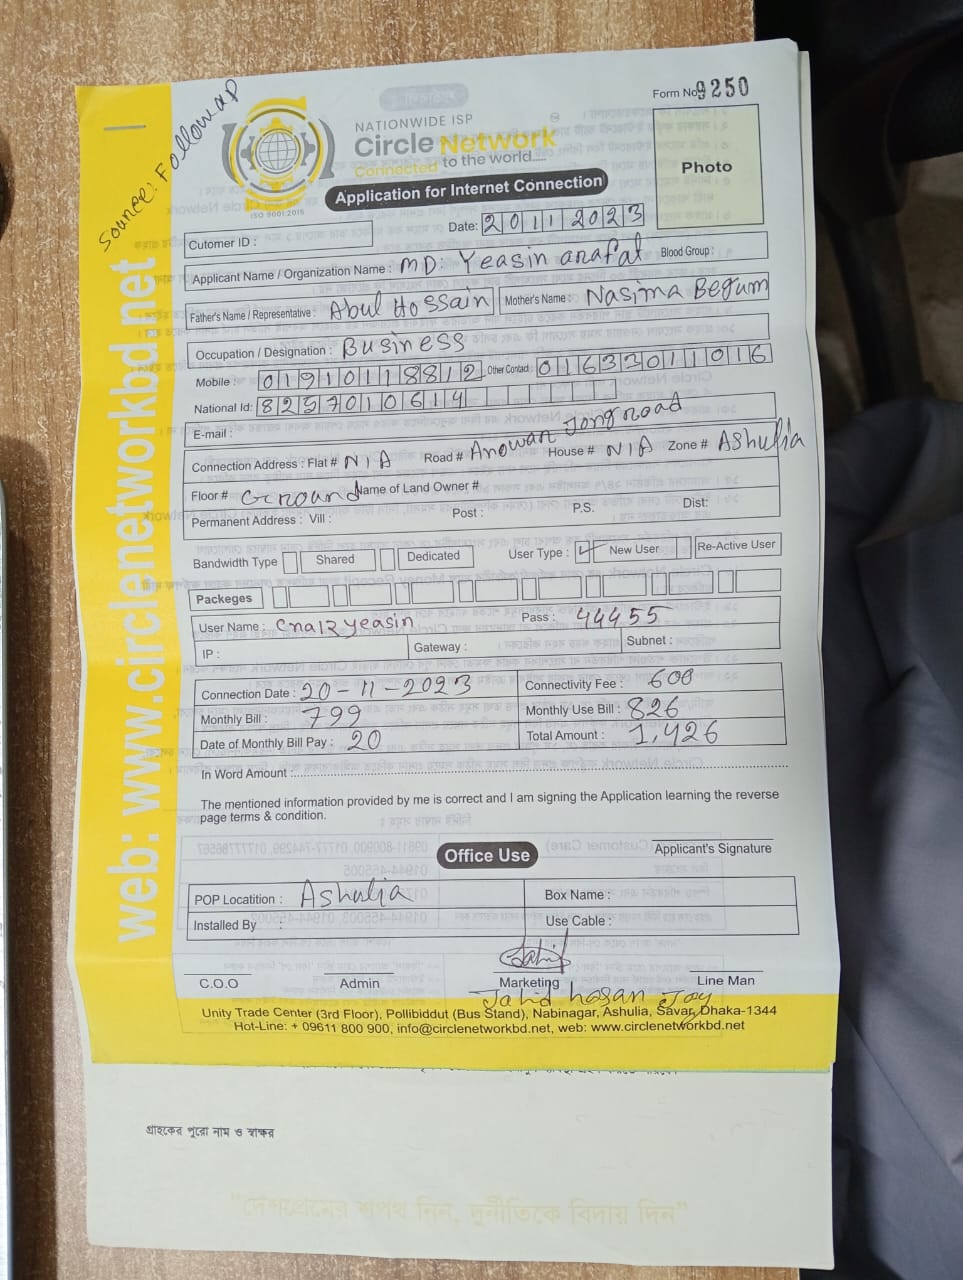 Source: Followap
Form No 9250
NATIONWIDE ISP
Circle Network
Connected to the world.....
ISO 9001:2015
Photo
Application for Internet Connection
Date: 20112023
Cutomer ID :
Applicant Name / Organization Name : MD: Yeasin arafat Blood Group :
Father's Name / Representative : Abul Hossain Mother's Name : Nasima Begum
Occupation / Designation : Business
Mobile : 01910118812 Other Contad : 01633011016
National Id: 8257010614
E-mail :
Connection Address : Flat # N/A Road # Anowar Jong road House # N/A Zone # Ashulia
Floor # Ground Name of Land Owner #
Permanent Address : Vill : Post : P.S. Dist:
Bandwidth Type Shared Dedicated User Type : New User Re-Active User
Packeges
User Name : cna12yeasin Pass : 44455
IP : Gateway : Subnet :
Connection Date : 20-11-2023 Connectivity Fee : 600
Monthly Bill : 799 Monthly Use Bill : 826
Date of Monthly Bill Pay : 20 Total Amount : 1,426
In Word Amount :
The mentioned information provided by me is correct and I am signing the Application learning the reverse
page terms & condition.
Applicant's Signature
Office Use
POP Locatition : Ashulia Box Name :
Installed By : Use Cable :
C.O.O Admin Marketing Line Man
Jahid hasan Joy
Unity Trade Center (3rd Floor), Pollibiddut (Bus Stand), Nabinagar, Ashulia, Savar, Dhaka-1344
Hot-Line: + 09611 800 900, info@circlenetworkbd.net, web: www.circlenetworkbd.net
web: www.circlenetworkbd.net
গ্রাহকের পুরো নাম ও স্বাক্ষর
"দেশপ্রেমের শপথ নিন, দুর্নীতিকে বিদায় দিন"